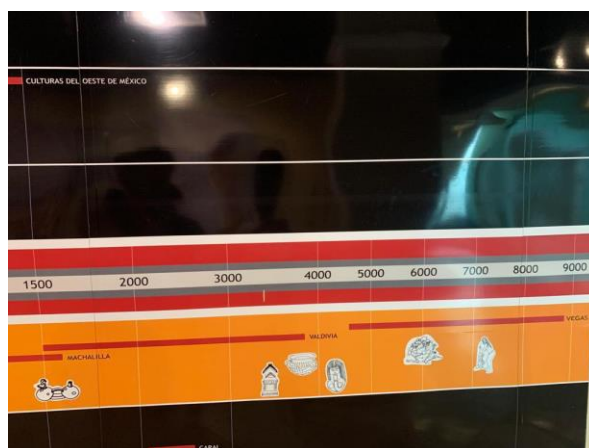 CULTURAS DEL OESTE DE MÉXICO
1500 2000 3000 4000 5000 6000 7000 8000 9000
VEGAS
VALDIVIA
MACHALILLA
CARAL